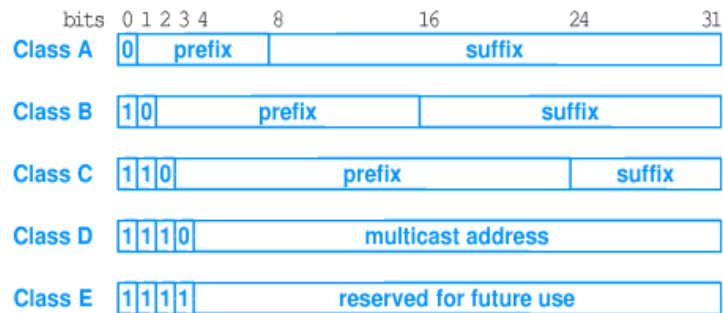 bits 0 1 2 3 4 8 16 24 31
Class A 0 prefix suffix
Class B 1 0 prefix suffix
Class C 1 1 0 prefix suffix
Class D 1 1 1 0 multicast address
Class E 1 1 1 1 reserved for future use